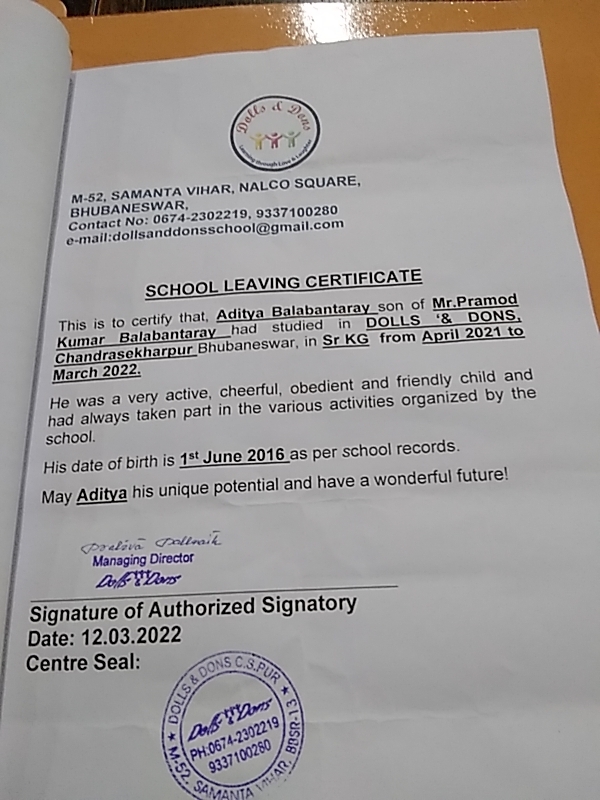 Dolls & Dons
Learning through Love & Laughter
M-52, SAMANTA VIHAR, NALCO SQUARE,
BHUBANESWAR,
Contact No: 0674-2302219, 9337100280
e-mail:dollsanddonsschool@gmail.com
SCHOOL LEAVING CERTIFICATE
This is to certify that, Aditya Balabantaray son of Mr.Pramod
Kumar Balabantaray had studied in DOLLS '& DONS,
Chandrasekharpur Bhubaneswar, in Sr KG from April 2021 to
March 2022.
He was a very active, cheerful, obedient and friendly child and
had always taken part in the various activities organized by the
school.
His date of birth is 1st June 2016 as per school records.
May Aditya his unique potential and have a wonderful future!
Managing Director
Dolls & Dons
Signature of Authorized Signatory
Date: 12.03.2022
Centre Seal:
DOLLS & DONS C.S.PUR
Dolls & Dons
PH:0674-2302219
9337100280
M-52, SAMANTA VIHAR, BBSR-13